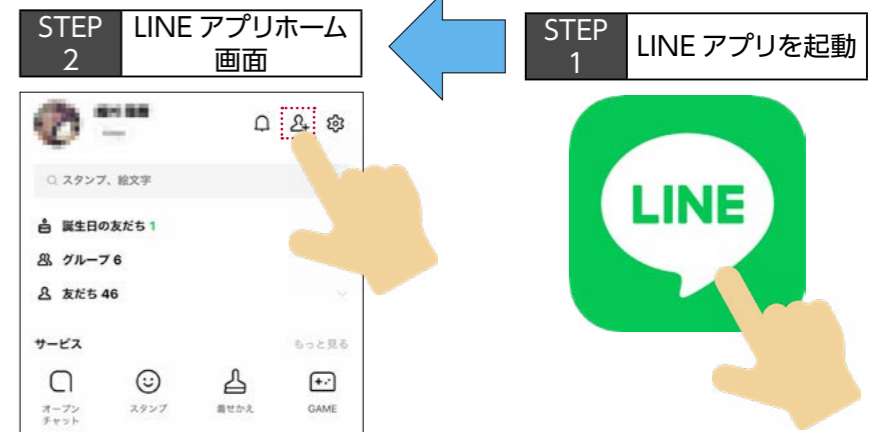 STEP
1
LINE アプリを起動
LINE
STEP
2
LINE アプリホーム
画面
スタンプ、絵文字
誕生日の友だち 1
グループ 6
友だち 46
サービス
もっと見る
オープン
チャット
スタンプ
着せかえ
GAME